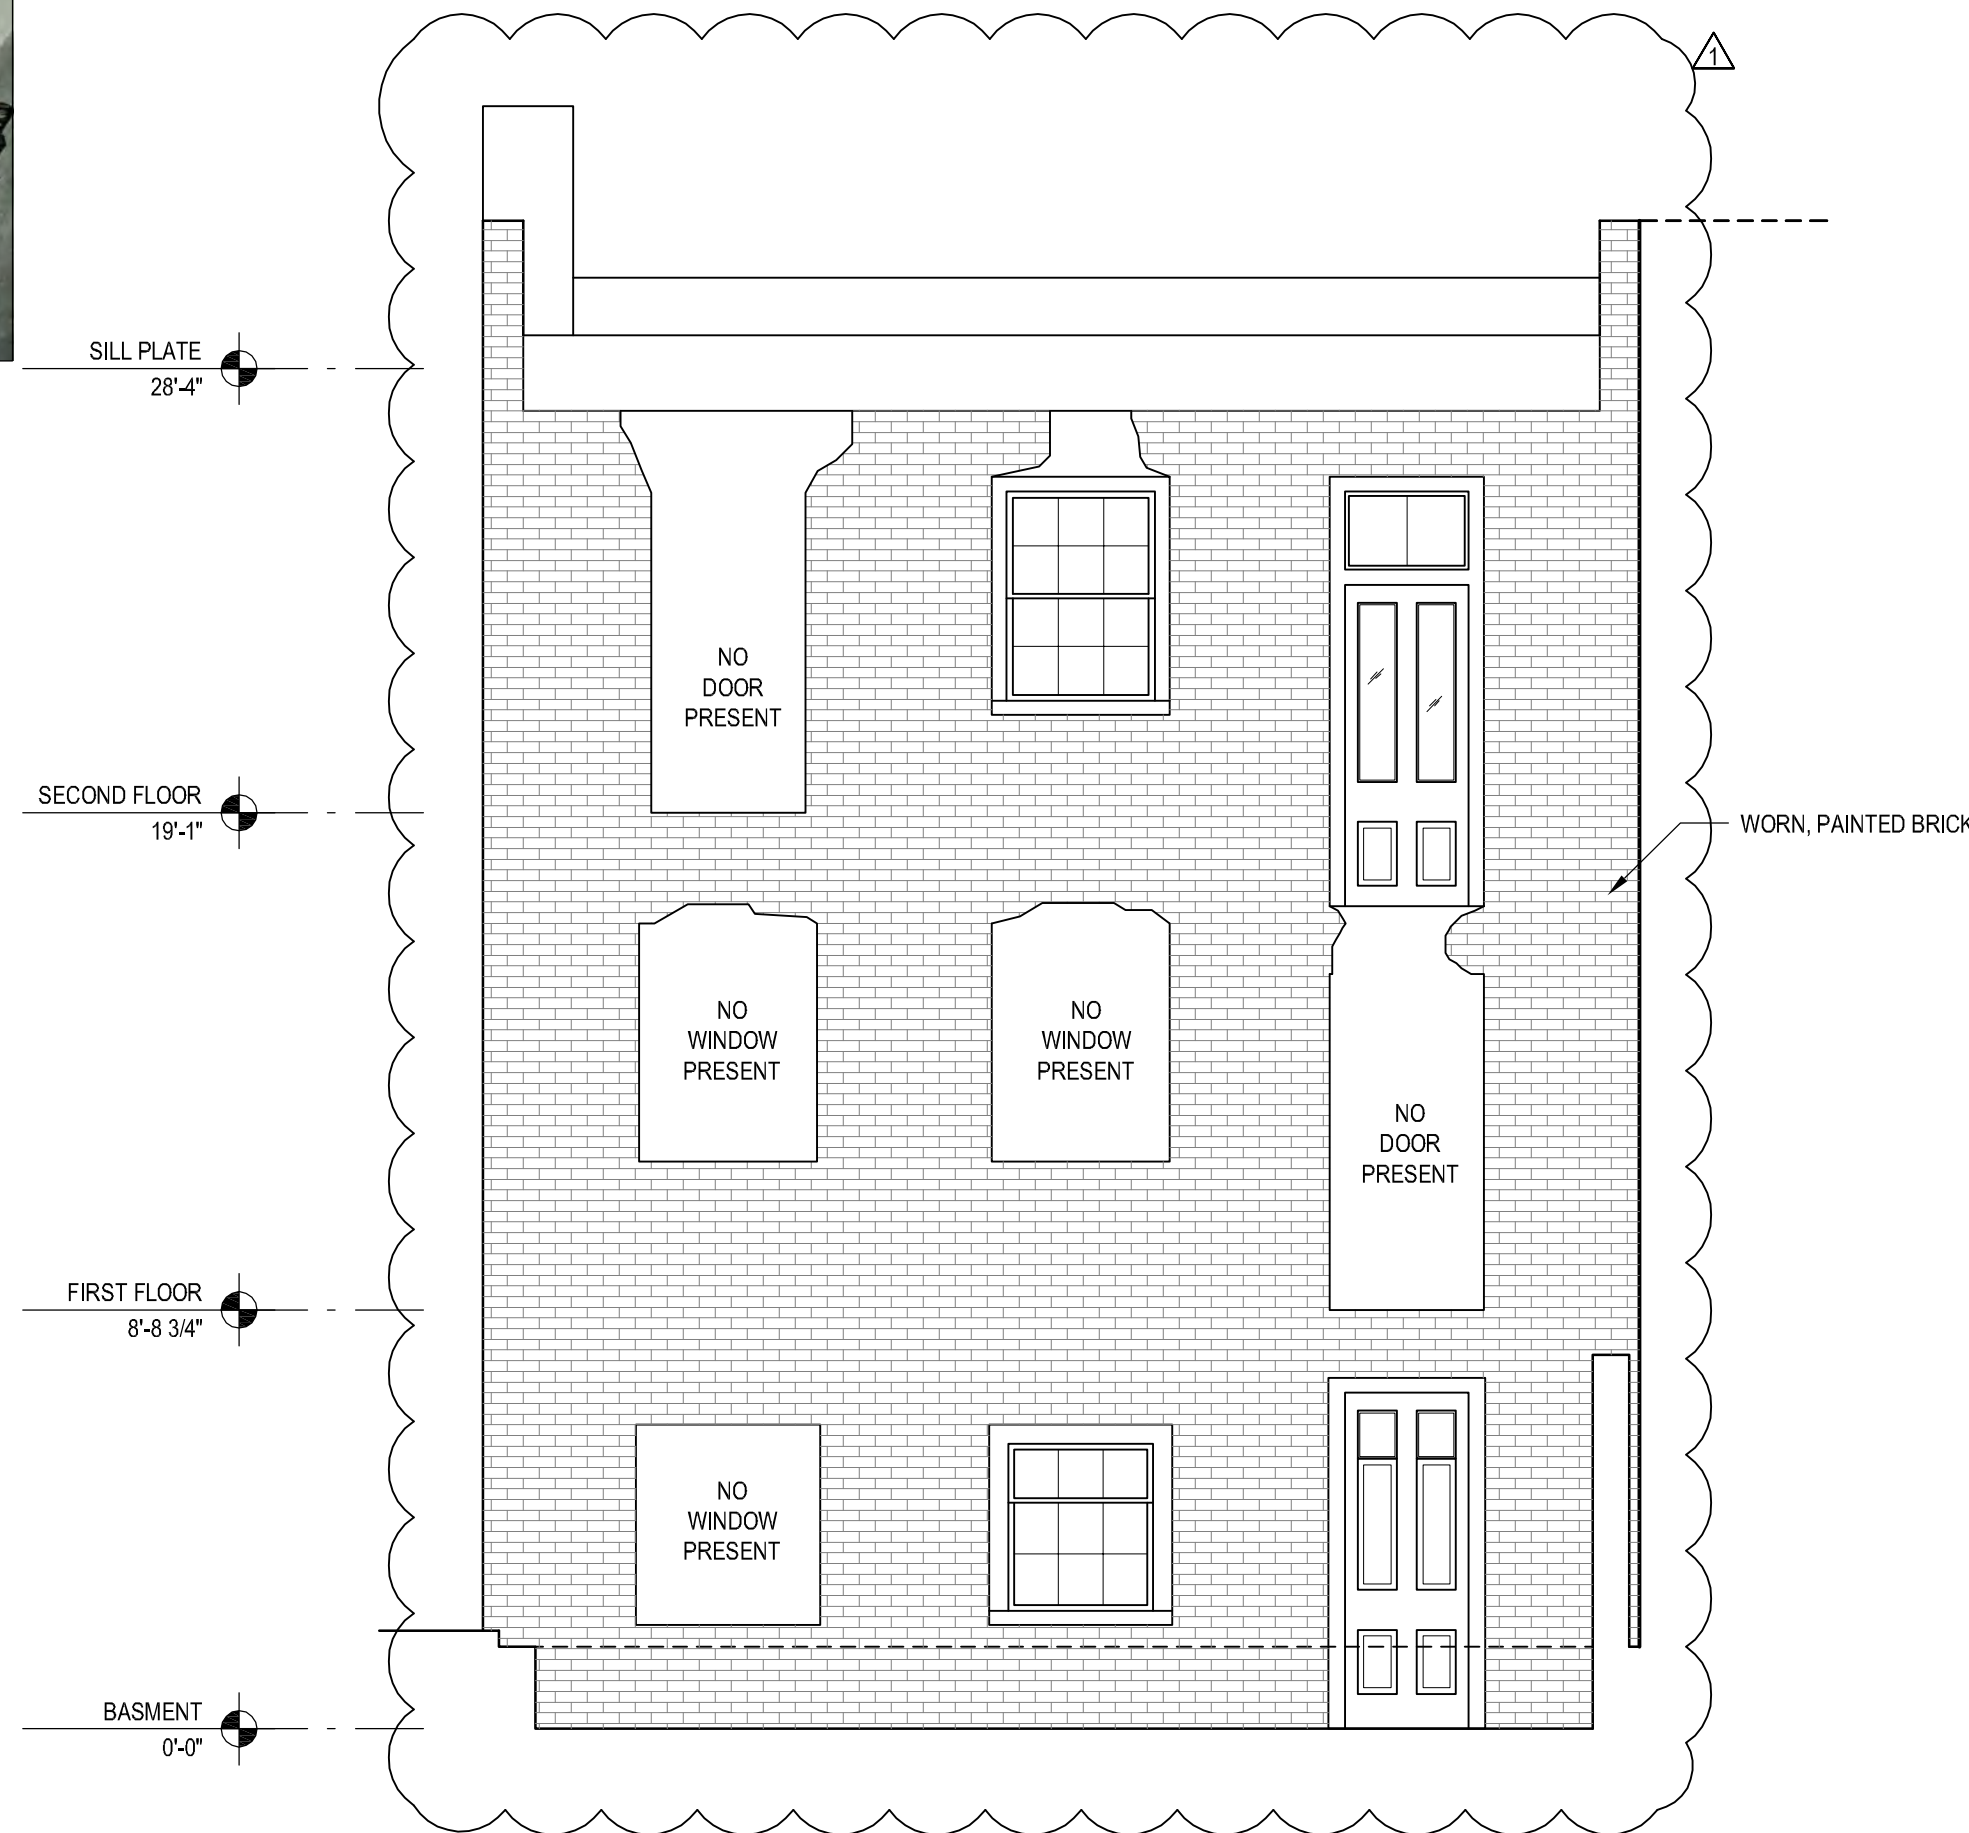 1
SILL PLATE
28'-4"
NO
DOOR
PRESENT
SECOND FLOOR
19'-1"
WORN, PAINTED BRICK
NO
WINDOW
PRESENT
NO
WINDOW
PRESENT
NO
DOOR
PRESENT
FIRST FLOOR
8'-8 3/4"
NO
WINDOW
PRESENT
BASMENT
0'-0"